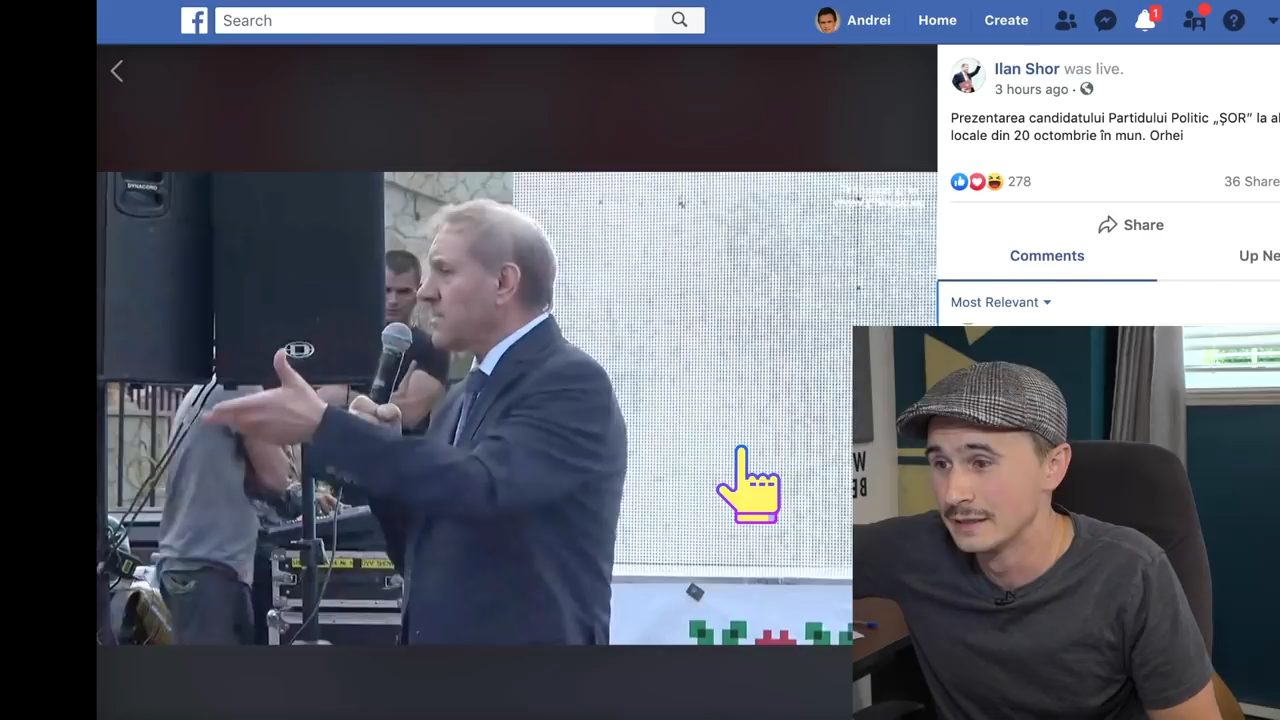 Search
Andrei
Home
Create
1
Ilan Shor was live.
3 hours ago ·
Prezentarea candidatului Partidului Politic „ȘOR” la al
locale din 20 octombrie în mun. Orhei
278
36 Share
Share
Comments
Up Ne
Most Relevant
DYNACORD
W
BE